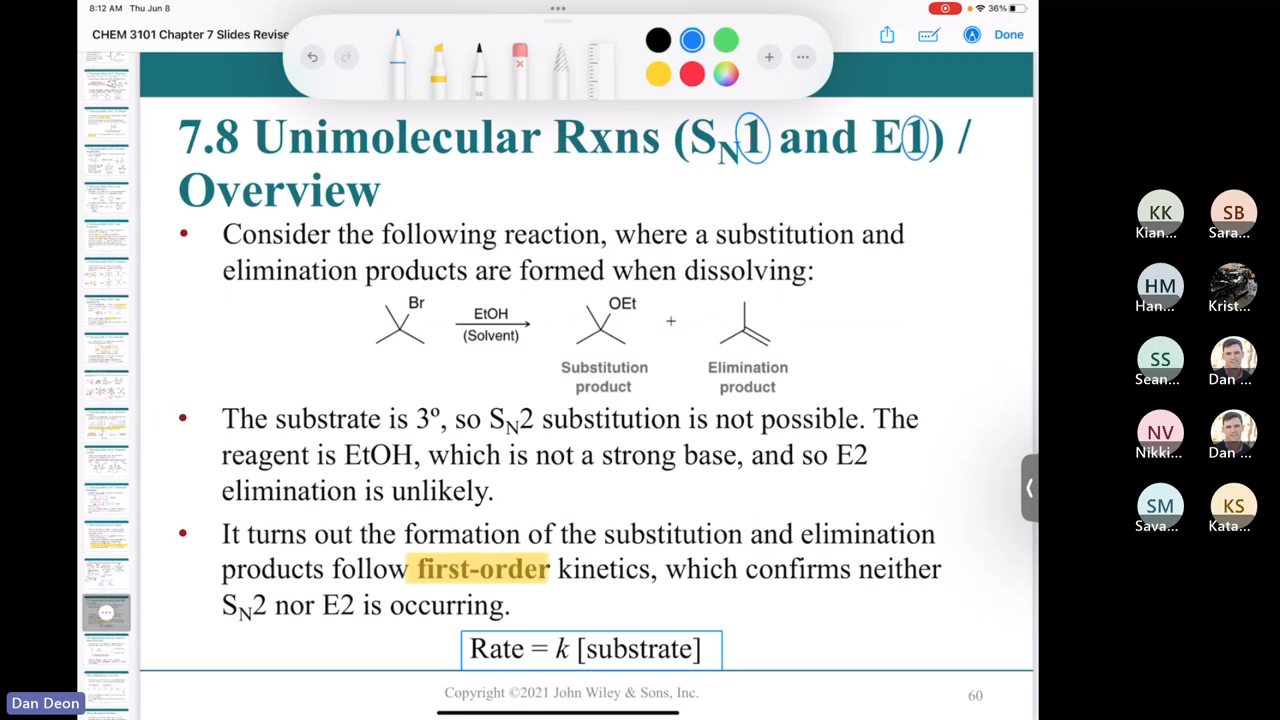 8:12 AM Thu Jun 8
36%
CHEM 3101 Chapter 7 Slides Revise
Done
7.8 Unimolecular Rxns (SN1 and E1) /
Overview
• Consider the following reaction, where a substitution and
elimination products are formed when dissolving:
Br
EtOH
(Solvent)
OEt
+
Substitution
product
Elimination
product
• The substrate is 3º, so SN2 substitution is not possible. The
reagent is EtOH, which is not a strong base, and so E2
elimination is unlikely.
• It turns out the formation of the substitution and elimination
products follow first-order kinetics, which confirms neither
SN2 nor E2 is occurring.
Rate = k [substrate]
John Wiley & Sons, Inc.
60
KK
Kian...
SB
Sara...
HM
Han...
Krist...
SS
Sean...
Dan ...
NV
Nikki...
Dan ...
SM
Sava...
KS
Kata...
Dan Deon